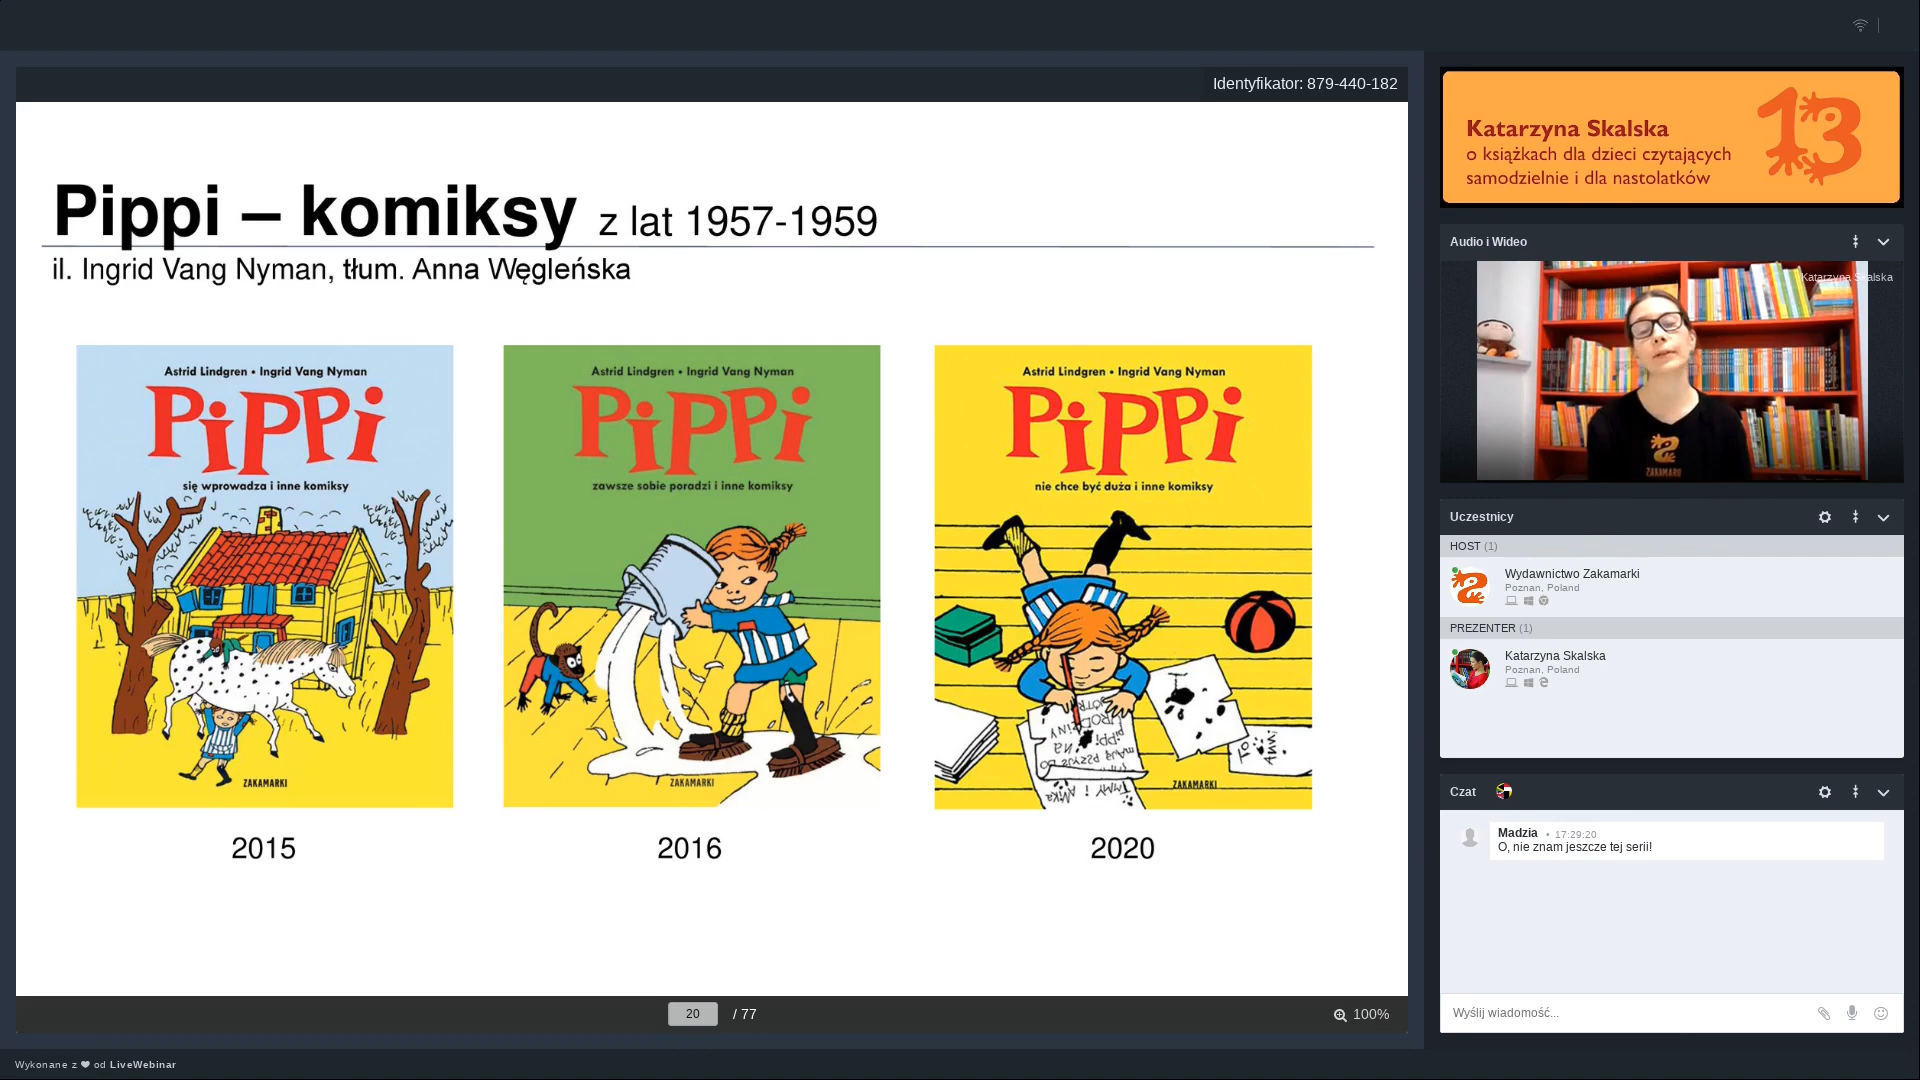 Identyfikator: 879-440-182
Pippi – komiksy z lat 1957-1959
il. Ingrid Vang Nyman, tłum. Anna Węgleńska
Astrid Lindgren • Ingrid Vang Nyman
PiPPi
się wprowadza i inne komiksy
ZAKAMARKI
2015
Astrid Lindgren • Ingrid Vang Nyman
PiPPi
zawsze sobie poradzi i inne komiksy
ZAKAMARKI
2016
Astrid Lindgren • Ingrid Vang Nyman
PiPPi
nie chce być duża i inne komiksy
ZAKAMARKI
2020
20 / 77
100%
Wykonane z od LiveWebinar
Katarzyna Skalska
o książkach dla dzieci czytających
samodzielnie i dla nastolatków
13
Audio i Wideo
Katarzyna Skalska
ZAKAMARKI
Uczestnicy
HOST (1)
Wydawnictwo Zakamarki
Poznan, Poland
PREZENTER (1)
Katarzyna Skalska
Poznan, Poland
Czat
Madzia • 17:29:20
O, nie znam jeszcze tej serii!
Wyślij wiadomość...